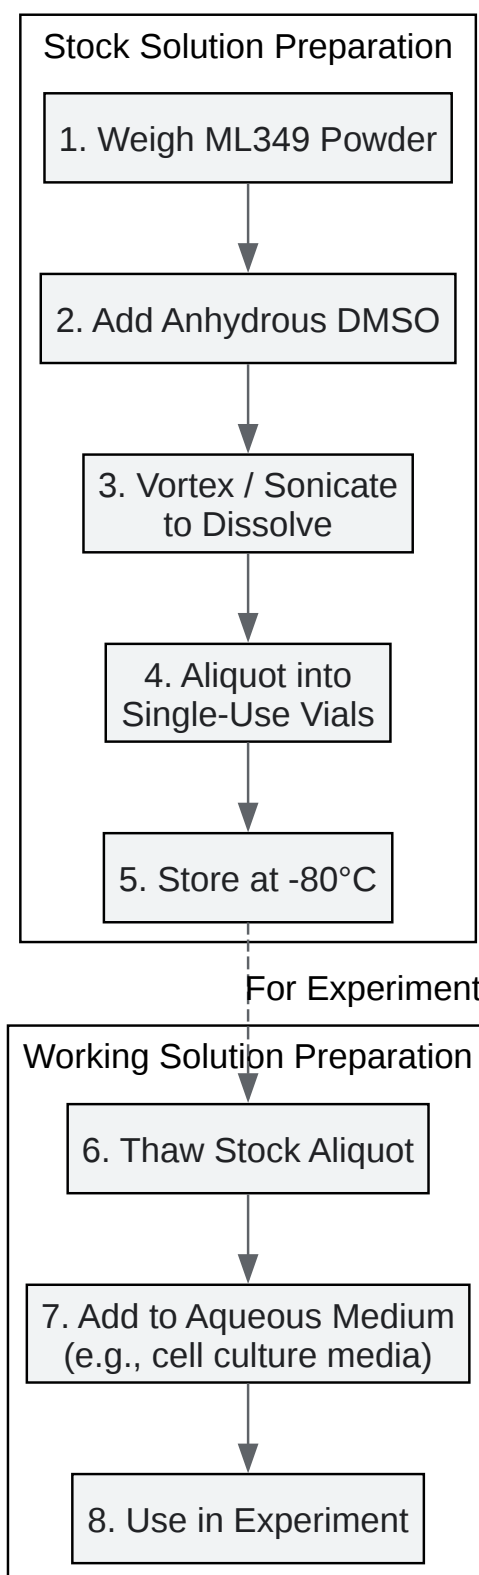 Stock Solution Preparation
1. Weigh ML349 Powder
2. Add Anhydrous DMSO
3. Vortex / Sonicate
to Dissolve
4. Aliquot into
Single-Use Vials
5. Store at -80°C
For Experiment
Working Solution Preparation
6. Thaw Stock Aliquot
7. Add to Aqueous Medium
(e.g., cell culture media)
8. Use in Experiment